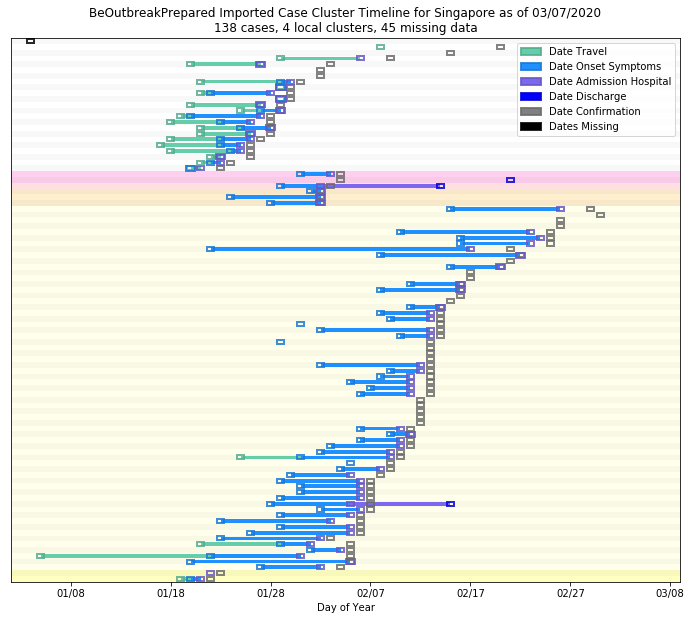 BeOutbreakPrepared Imported Case Cluster Timeline for Singapore as of 03/07/2020
138 cases, 4 local clusters, 45 missing data
Date Travel
Date Onset Symptoms
Date Admission Hospital
Date Discharge
Date Confirmation
Dates Missing
01/08 01/18 01/28 02/07 02/17 02/27 03/08
Day of Year